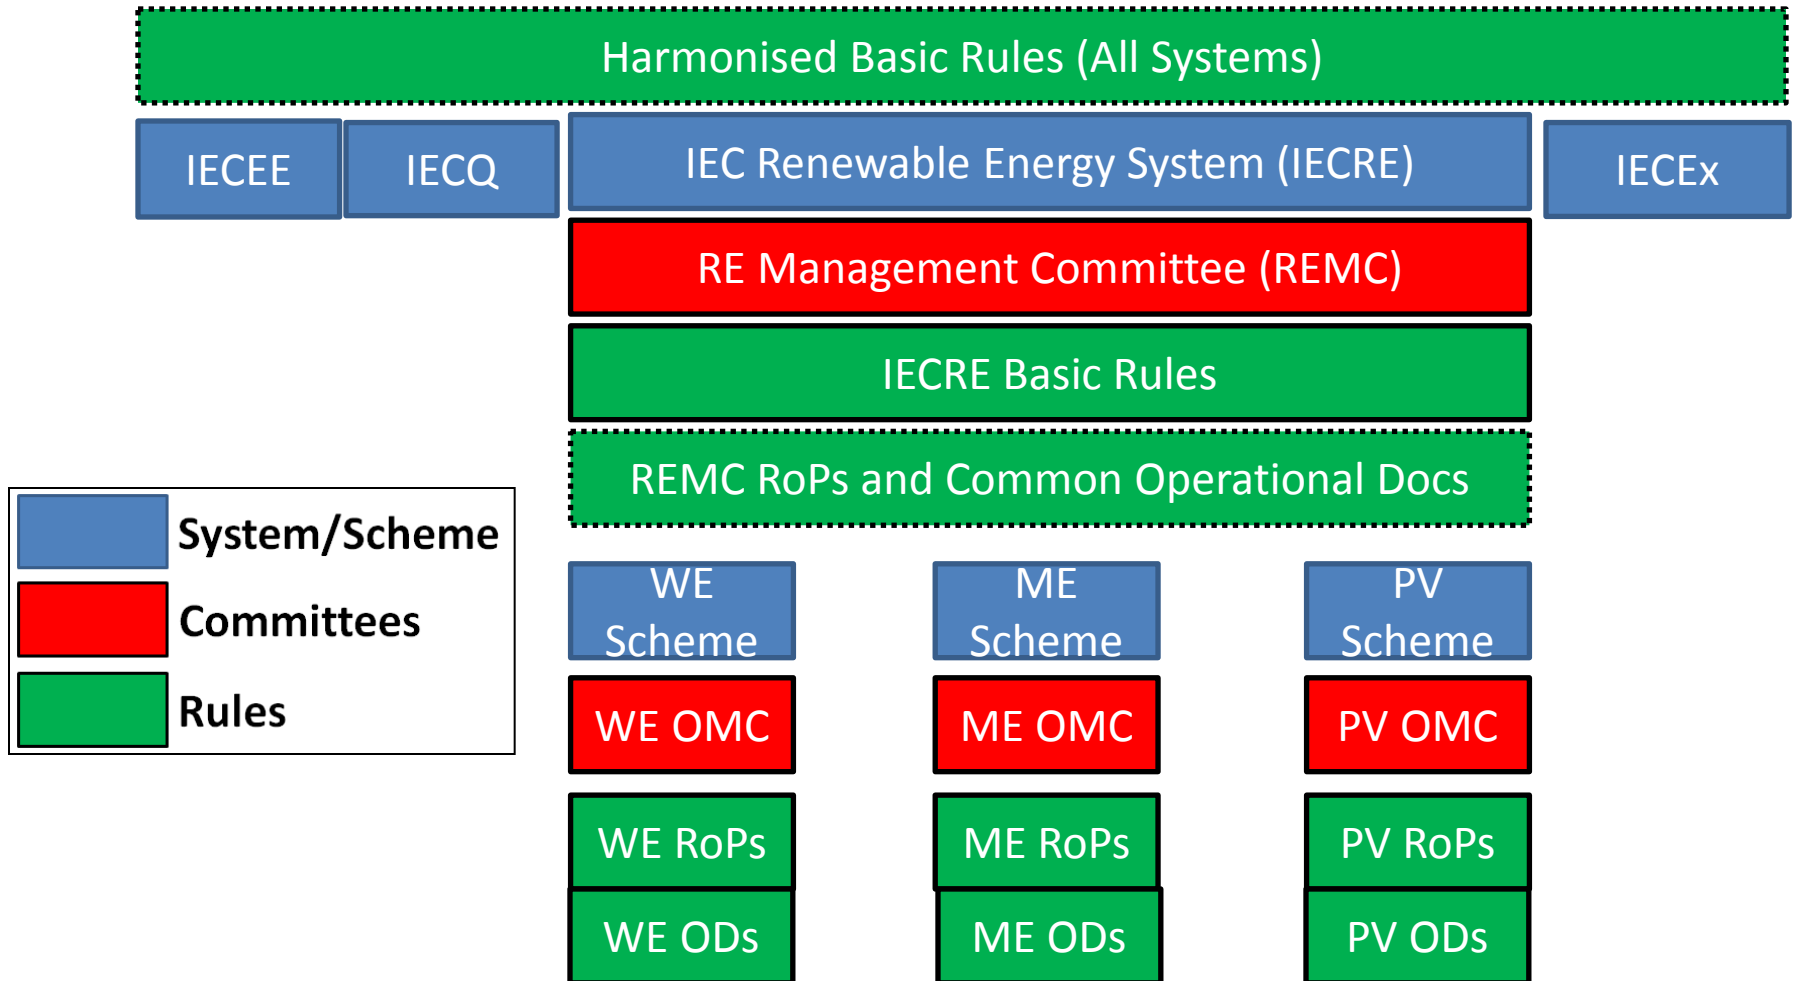 Harmonised Basic Rules (All Systems)
IECEE
IECQ
IEC Renewable Energy System (IECRE)
IECEx
RE Management Committee (REMC)
IECRE Basic Rules
REMC RoPs and Common Operational Docs
System/Scheme
Committees
Rules
WE
Scheme
ME
Scheme
PV
Scheme
WE OMC
ME OMC
PV OMC
WE RoPs
ME RoPs
PV RoPs
WE ODs
ME ODs
PV ODs